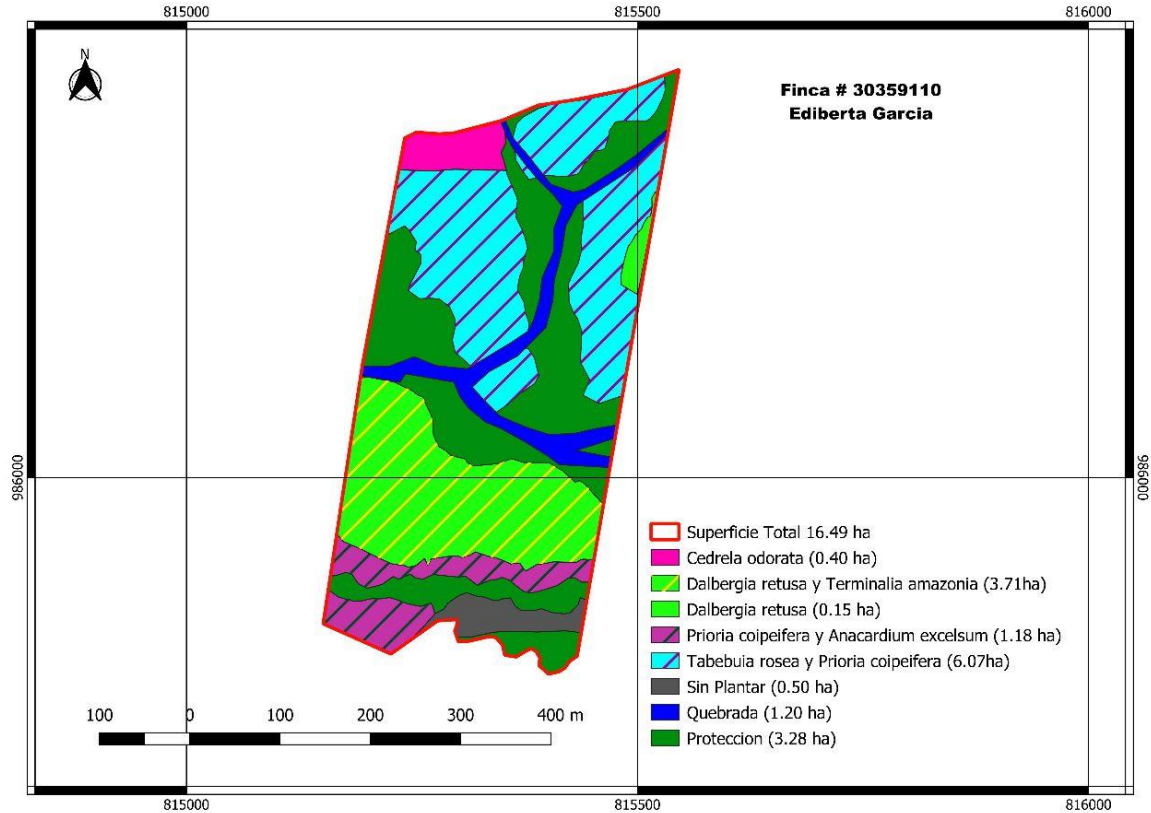 815000
815500
816000
N
Finca # 30359110
Ediberta Garcia
986000
986000
Superficie Total 16.49 ha
Cedrela odorata (0.40 ha)
Dalbergia retusa y Terminalia amazonia (3.71ha)
Dalbergia retusa (0.15 ha)
Prioria coipeifera y Anacardium excelsum (1.18 ha)
Tabebuia rosea y Prioria coipeifera (6.07ha)
Sin Plantar (0.50 ha)
Quebrada (1.20 ha)
Proteccion (3.28 ha)
100 0 100 200 300 400 m
815000
815500
816000